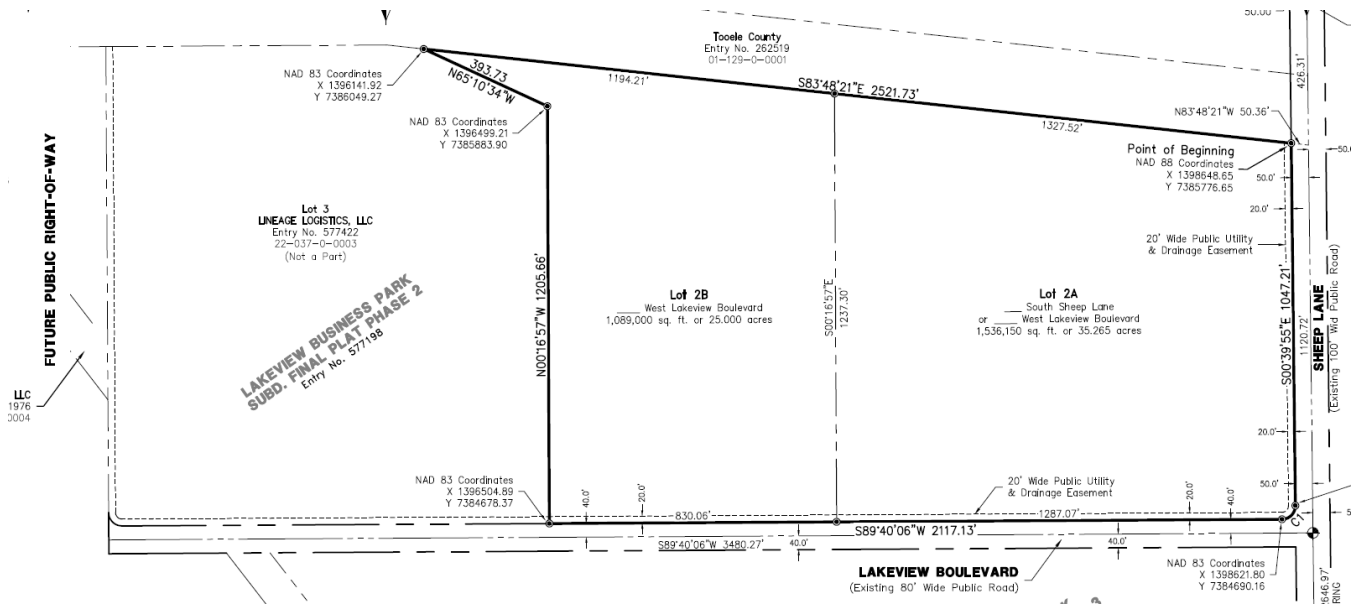 50.00
Tooele County
Entry No. 262519
01-129-0-0001
NAD 83 Coordinates
X 1396141.92
Y 7386049.27
393.73
N65°10'34"W
1194.21'
S83°48'21"E 2521.73'
1327.52'
426.31'
N83°48'21"W 50.36'
NAD 83 Coordinates
X 1396499.21
Y 7385883.90
Point of Beginning
NAD 88 Coordinates
X 1398648.65
Y 7385776.65
50.0'
20.0'
FUTURE PUBLIC RIGHT-OF-WAY
Lot 3
LINEAGE LOGISTICS, LLC
Entry No. 577422
22-037-0-0003
(Not a Part)
LAKEVIEW BUSINESS PARK
SUBD. FINAL PLAT PHASE 2
Entry No. 577198
N00°16'57"W 1205.66'
Lot 2B
____ West Lakeview Boulevard
1,089,000 sq. ft. or 25.000 acres
S00°16'57"E
1237.30'
20' Wide Public Utility
& Drainage Easement
Lot 2A
____ South Sheep Lane
or ____ West Lakeview Boulevard
1,536,150 sq. ft. or 35.265 acres
S00°39'55"E 1047.21'
1120.72'
SHEEP LANE
(Existing 100' Wid Public Road)
LLC
1976
0004
20.0'
50.0'
NAD 83 Coordinates
X 1396504.89
Y 7384678.37
40.0'
20.0'
830.06'
20' Wide Public Utility
& Drainage Easement
1287.07'
20.0'
40.0'
C1
S89°40'06"W 2117.13'
S89°40'06"W 3480.27'
40.0'
40.0'
LAKEVIEW BOULEVARD
(Existing 80' Wide Public Road)
NAD 83 Coordinates
X 1398621.80
Y 7384690.16
2646.97'
RING